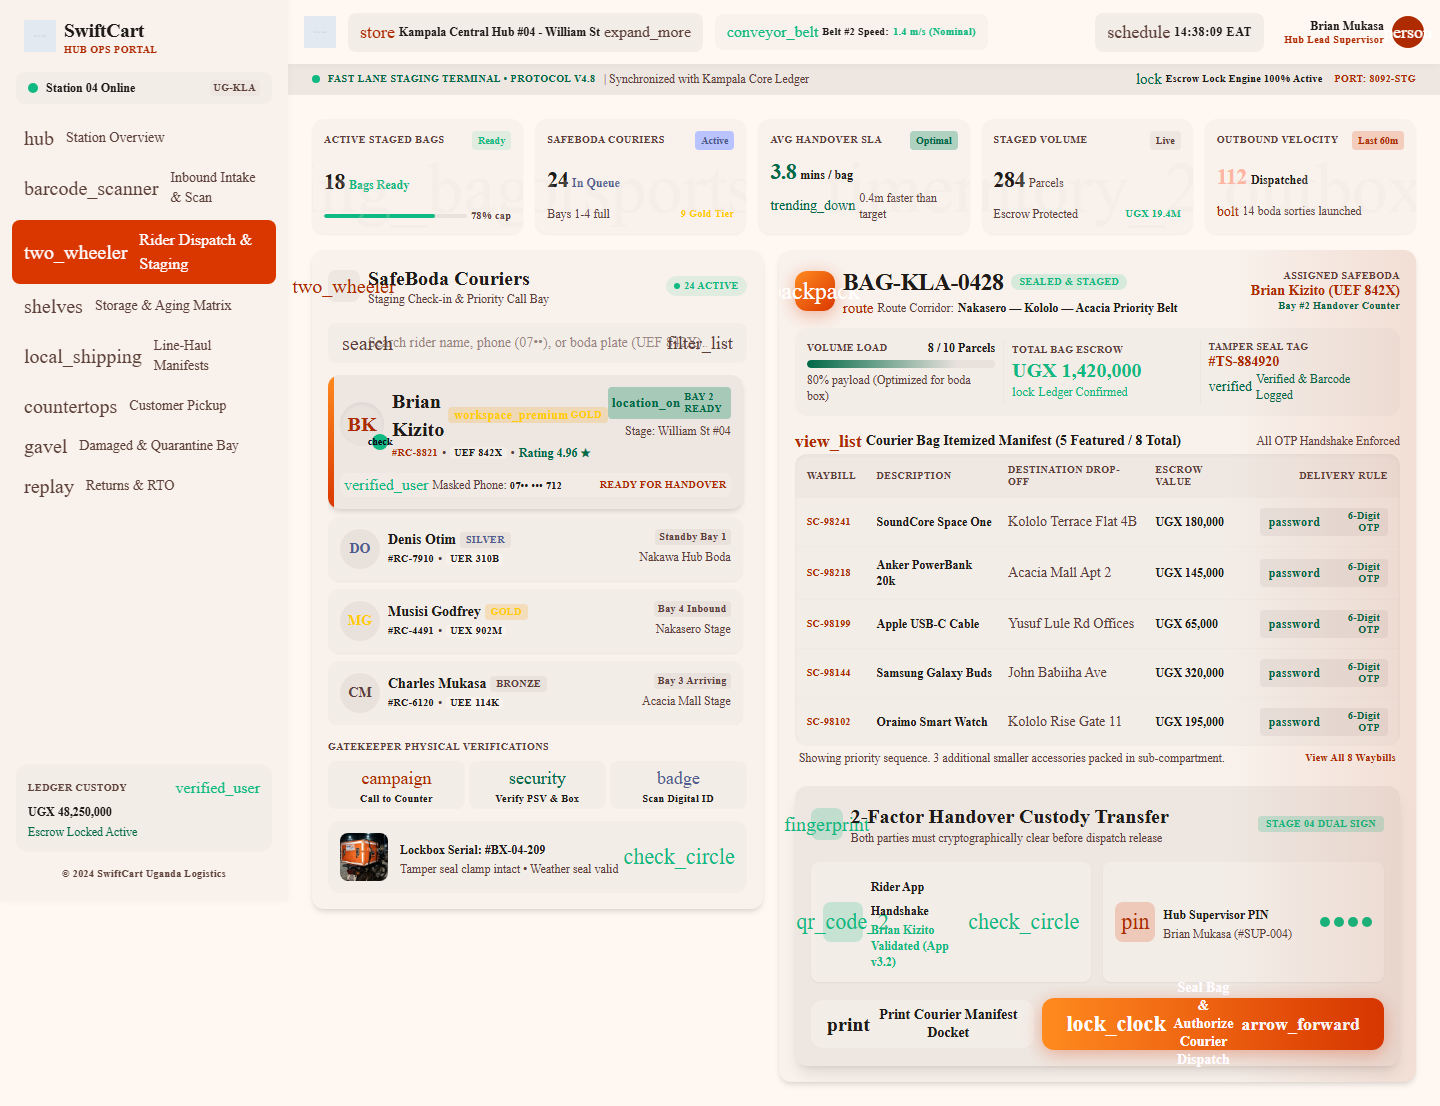 SwiftCart
HUB OPS PORTAL
Station 04 Online
UG-KLA
hub Station Overview
barcode_scanner Inbound Intake & Scan
two_wheeler Rider Dispatch & Staging
shelves Storage & Aging Matrix
local_shipping Line-Haul Manifests
countertops Customer Pickup
gavel Damaged & Quarantine Bay
replay Returns & RTO
LEDGER CUSTODY verified_user
UGX 48,250,000
Escrow Locked Active
© 2024 SwiftCart Uganda Logistics
store Kampala Central Hub #04 - William St expand_more
conveyor_belt Belt #2 Speed: 1.4 m/s (Nominal)
schedule 14:38:09 EAT
Brian Mukasa
Hub Lead Supervisor
FAST LANE STAGING TERMINAL • PROTOCOL V4.8 | Synchronized with Kampala Core Ledger
lock Escrow Lock Engine 100% Active PORT: 8092-STG
ACTIVE STAGED BAGS Ready
18 Bags Ready
78% cap
SAFEBODA COURIERS Active
24 In Queue
Bays 1-4 full 9 Gold Tier
AVG HANDOVER SLA Optimal
3.8 mins / bag
trending_down 0.4m faster than target
STAGED VOLUME Live
284 Parcels
Escrow Protected UGX 19.4M
OUTBOUND VELOCITY Last 60m
112 Dispatched
bolt 14 boda sorties launched
two_wheeler SafeBoda Couriers
Staging Check-in & Priority Call Bay
24 ACTIVE
search Search rider name, phone (07••), or boda plate (UEF 842X)... filter_list
BK
check
Brian Kizito workspace_premium GOLD
location_on BAY 2 READY
Stage: William St #04
#RC-8821 • UEF 842X • Rating 4.96 ★
verified_user Masked Phone: 07•• ••• 712 READY FOR HANDOVER
DO Denis Otim SILVER Standby Bay 1
#RC-7910 • UER 310B Nakawa Hub Boda
MG Musisi Godfrey GOLD Bay 4 Inbound
#RC-4491 • UEX 902M Nakasero Stage
CM Charles Mukasa BRONZE Bay 3 Arriving
#RC-6120 • UEE 114K Acacia Mall Stage
GATEKEEPER PHYSICAL VERIFICATIONS
campaign
Call to Counter
security
Verify PSV & Box
badge
Scan Digital ID
Lockbox Serial: #BX-04-209
Tamper seal clamp intact • Weather seal valid
check_circle
backpack BAG-KLA-0428 SEALED & STAGED
route Route Corridor: Nakasero — Kololo — Acacia Priority Belt
ASSIGNED SAFEBODA
Brian Kizito (UEF 842X)
Bay #2 Handover Counter
VOLUME LOAD 8 / 10 Parcels
80% payload (Optimized for boda box)
TOTAL BAG ESCROW
UGX 1,420,000
lock Ledger Confirmed
TAMPER SEAL TAG
#TS-884920
verified Verified & Barcode Logged
view_list Courier Bag Itemized Manifest (5 Featured / 8 Total) All OTP Handshake Enforced
WAYBILL DESCRIPTION DESTINATION DROP-OFF ESCROW VALUE DELIVERY RULE
SC-98241 SoundCore Space One Kololo Terrace Flat 4B UGX 180,000 password 6-Digit OTP
SC-98218 Anker PowerBank 20k Acacia Mall Apt 2 UGX 145,000 password 6-Digit OTP
SC-98199 Apple USB-C Cable Yusuf Lule Rd Offices UGX 65,000 password 6-Digit OTP
SC-98144 Samsung Galaxy Buds John Babiiha Ave UGX 320,000 password 6-Digit OTP
SC-98102 Oraimo Smart Watch Kololo Rise Gate 11 UGX 195,000 password 6-Digit OTP
Showing priority sequence. 3 additional smaller accessories packed in sub-compartment. View All 8 Waybills
fingerprint 2-Factor Handover Custody Transfer
Both parties must cryptographically clear before dispatch release
STAGE 04 DUAL SIGN
qr_code_2
Rider App Handshake
Brian Kizito Validated (App v3.2)
check_circle
pin
Hub Supervisor PIN
Brian Mukasa (#SUP-004)
print Print Courier Manifest Docket
lock_clock Seal Bag & Authorize Courier Dispatch arrow_forward